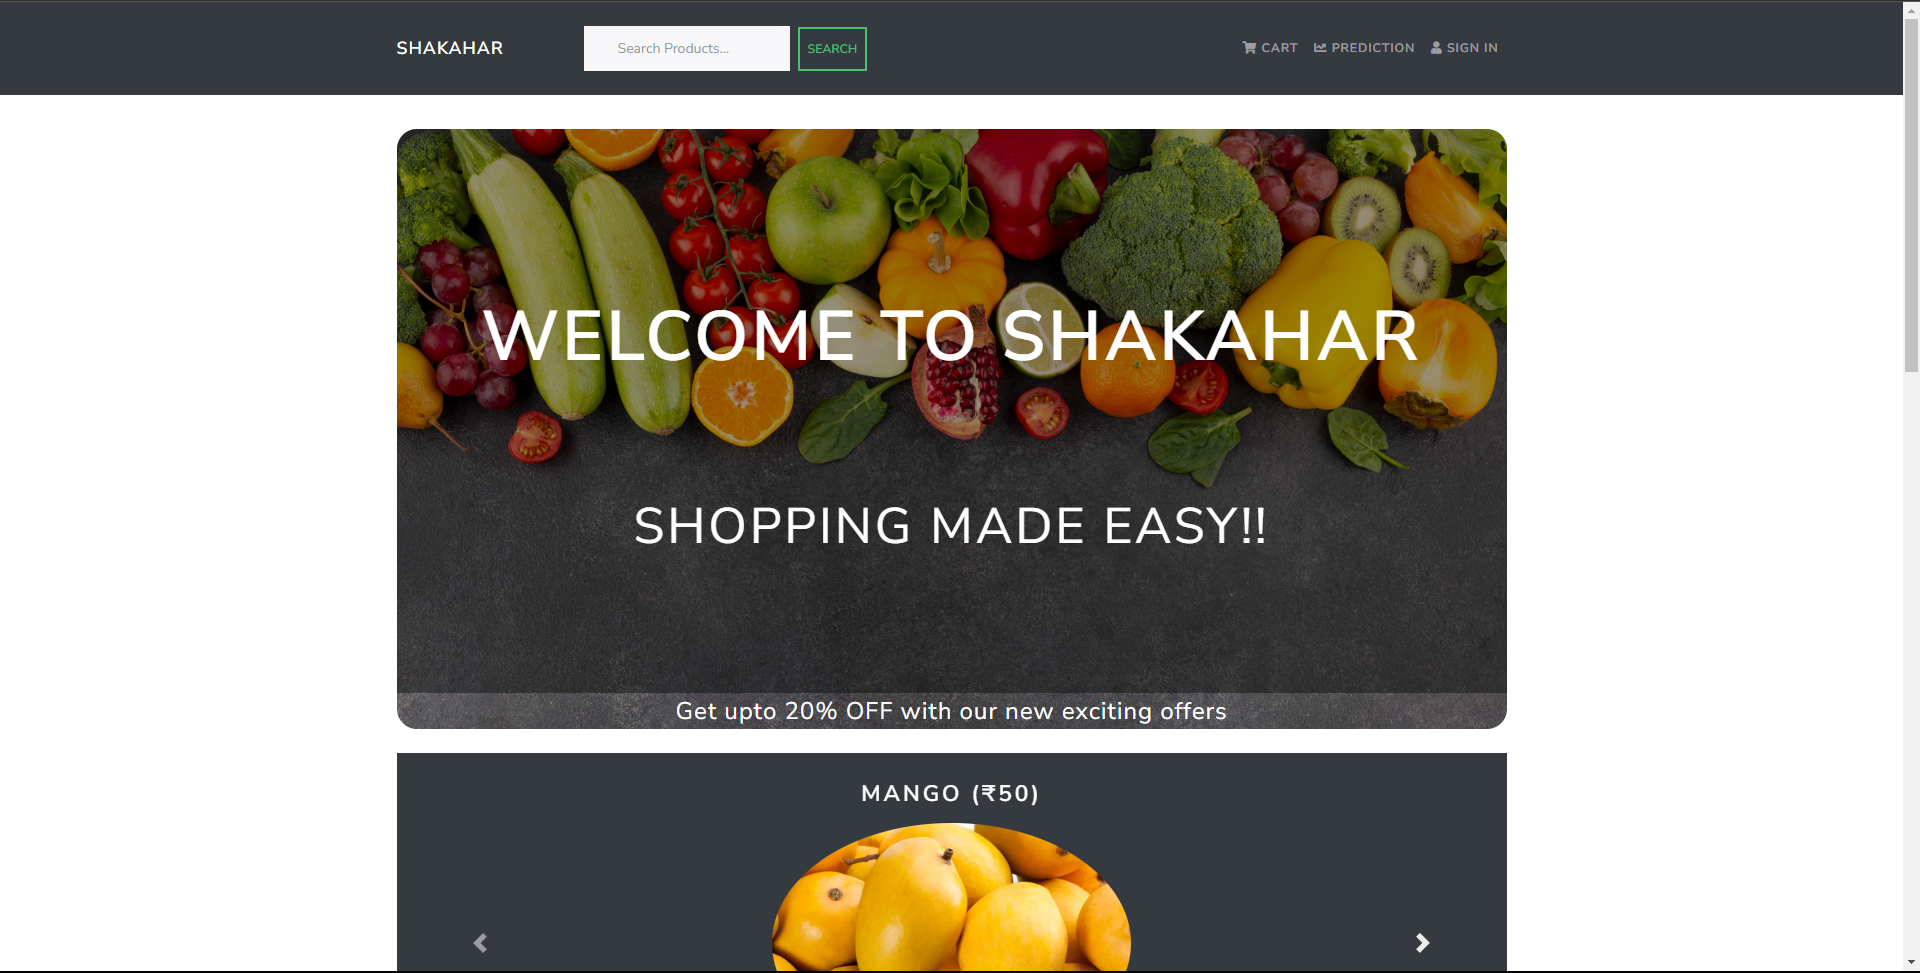 SHAKAHAR
Search Products...
SEARCH
CART
PREDICTION
SIGN IN
WELCOME TO SHAKAHAR
SHOPPING MADE EASY!!
Get upto 20% OFF with our new exciting offers
MANGO (₹50)